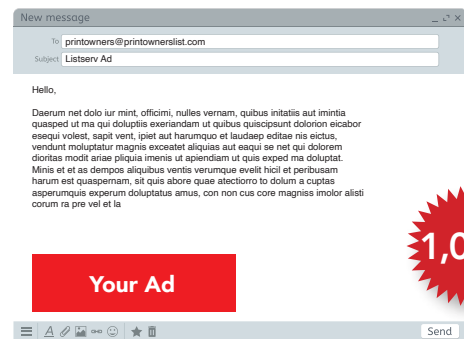 New message
To printowners@printownerslist.com
Subject Listserv Ad
Hello,
Daerum net dolo iur mint, officimi, nulles vernam, quibus initatiis aut imintia
quasped ut ma qui doluptiis exeriandam ut quibus quiscipsunt dolorion eicabor
esequi volest, sapit vent, ipiet aut harumquo et laudaep editae nis eictus,
vendunt moluptatur magnis exceatet aliquias aut eaqui se net qui dolorem
dioritas modit ariae pliquia imenis ut apiendiam ut quis exped ma doluptat.
Minis et et as dempos aliquibus ventis verumque evelit hicil et peribusam
harum est quaspernam, sit quis abore quae atectiorro to dolum a cuptas
asperumquis experum doluptatus amus, con non cus core magniss imolor alisti
corum ra pre vel et la
1,0
Your Ad
A
Send